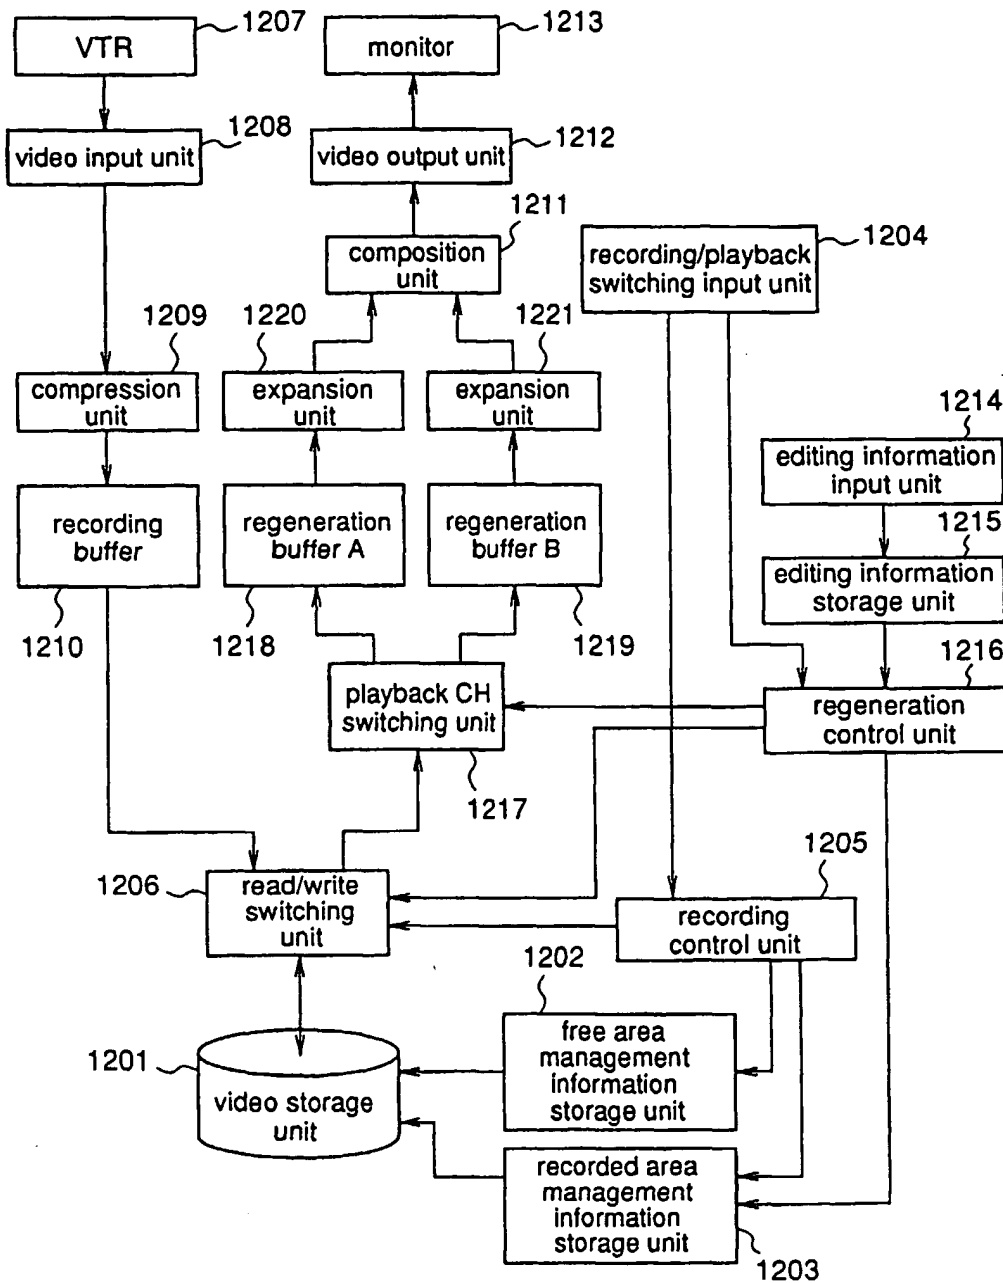 1207
VTR
1213
monitor
1208
video input unit
1212
video output unit
1211
composition
unit
1204
recording/playback
switching input unit
1209
compression
unit
1220
expansion
unit
1221
expansion
unit
1214
editing information
input unit
recording
buffer
1210
regeneration
buffer A
1218
regeneration
buffer B
1219
1215
editing information
storage unit
1216
regeneration
control unit
playback CH
switching unit
1217
1206
read/write
switching
unit
1205
recording
control unit
1202
free area
management
information
storage unit
1201
video storage
unit
recorded area
management
information
storage unit
1203